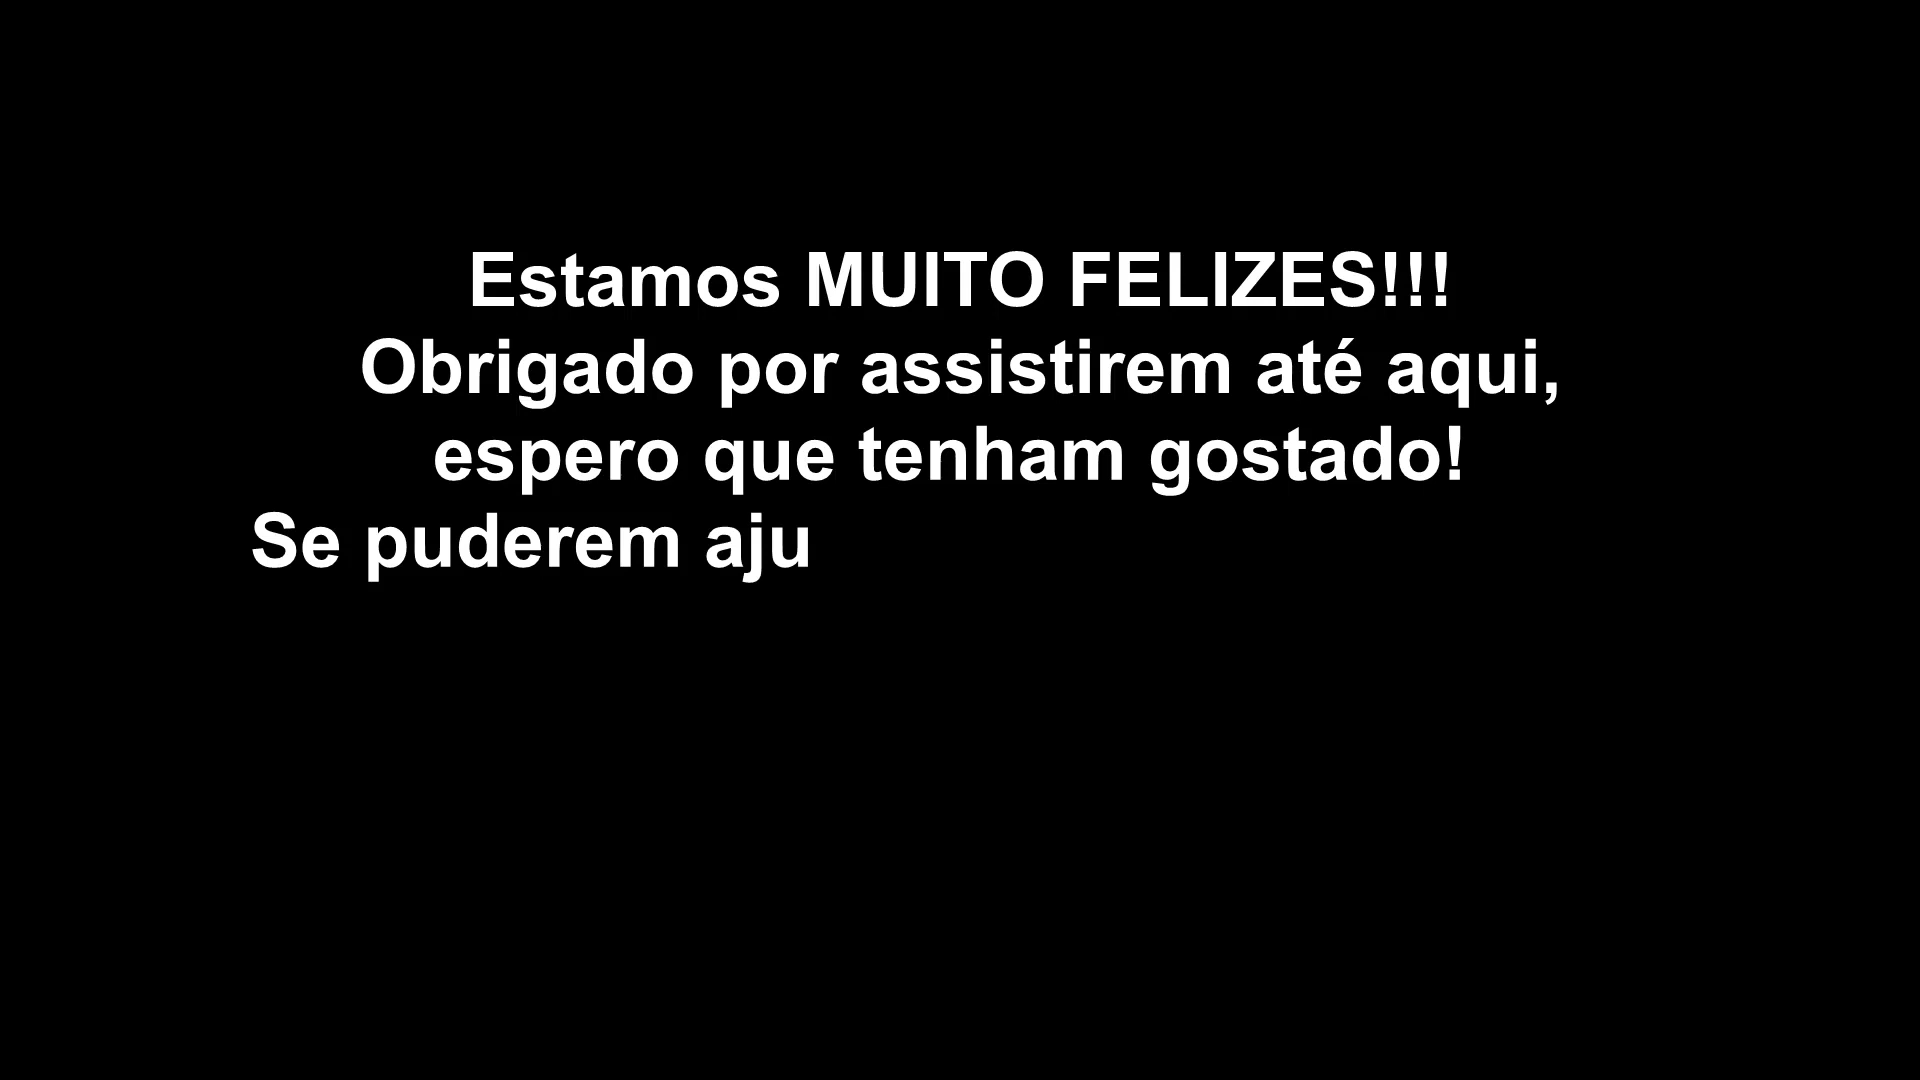 Estamos MUITO FELIZES!!!
Obrigado por assistirem até aqui,
espero que tenham gostado!
Se puderem aju